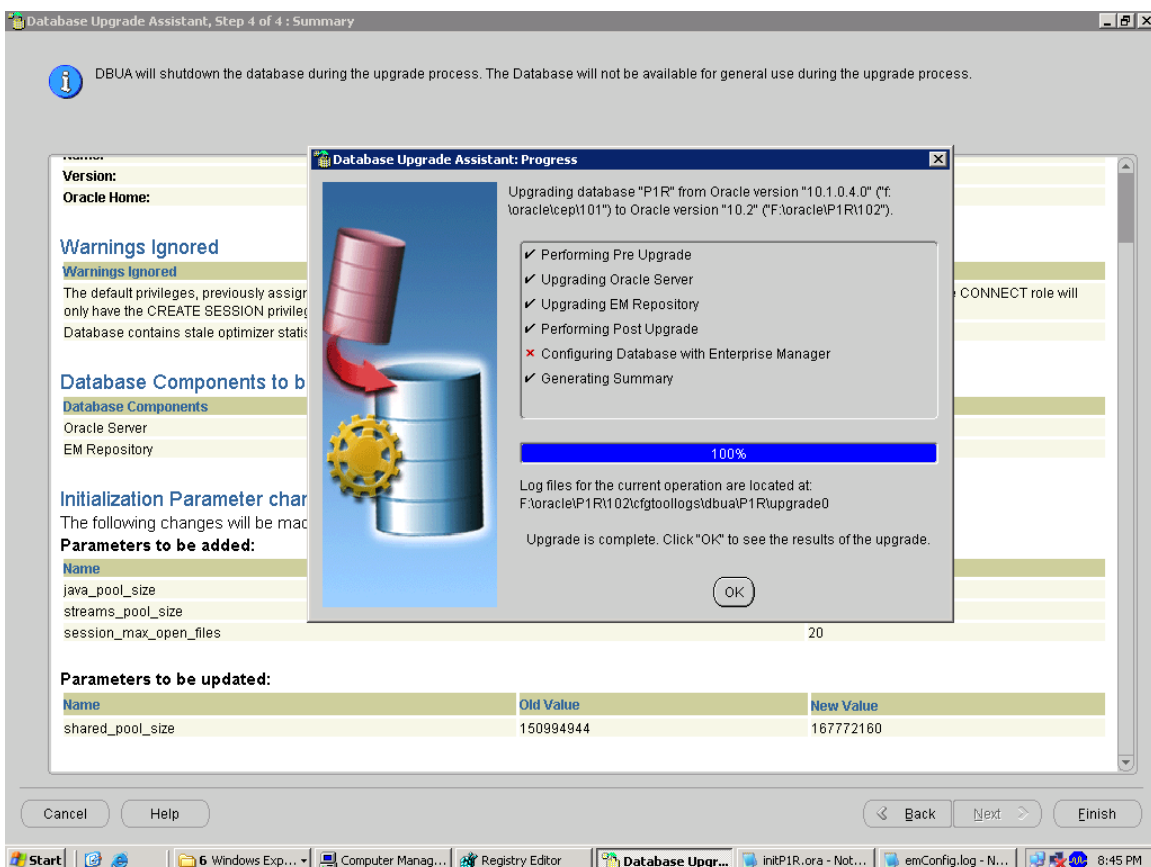 Database Upgrade Assistant, Step 4 of 4 : Summary
DBUA will shutdown the database during the upgrade process. The Database will not be available for general use during the upgrade process.
Version:
Oracle Home:
Warnings Ignored
Warnings Ignored
The default privileges, previously assigr
CONNECT role will
only have the CREATE SESSION privileg
Database contains stale optimizer statis
Database Components to b
Database Components
Oracle Server
EM Repository
Initialization Parameter char
The following changes will be mad
Parameters to be added:
Name
java_pool_size
streams_pool_size
session_max_open_files
20
Parameters to be updated:
Name Old Value New Value
shared_pool_size 150994944 167772160
Database Upgrade Assistant: Progress
Upgrading database "P1R" from Oracle version "10.1.0.4.0" ("f:
\oracle\cep\101") to Oracle version "10.2" ("F:\oracle\P1R\102").
Performing Pre Upgrade
Upgrading Oracle Server
Upgrading EM Repository
Performing Post Upgrade
Configuring Database with Enterprise Manager
Generating Summary
100%
Log files for the current operation are located at:
F:\oracle\P1R\102\cfgtoollogs\dbua\P1R\upgrade0
Upgrade is complete. Click "OK" to see the results of the upgrade.
OK
Cancel Help Back Next Finish
Start 6 Windows Exp... Computer Manag... Registry Editor Database Upgr... initP1R.ora - Not... emConfig.log - N... 8:45 PM